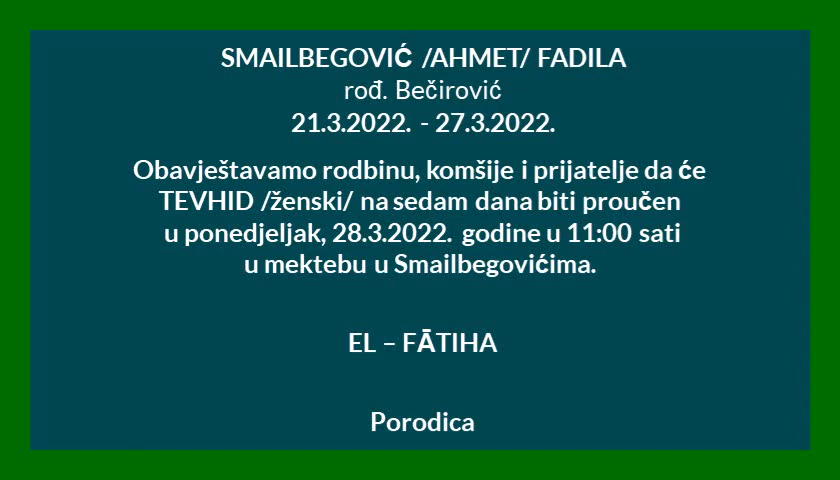 SMAILBEGOVIĆ /AHMET/ FADILA
rođ. Bečirović
21.3.2022. - 27.3.2022.
Obavještavamo rodbinu, komšije i prijatelje da će
TEVHID /ženski/ na sedam dana biti proučen
u ponedjeljak, 28.3.2022. godine u 11:00 sati
u mektebu u Smailbegovićima.
EL – FĀTIHA
Porodica